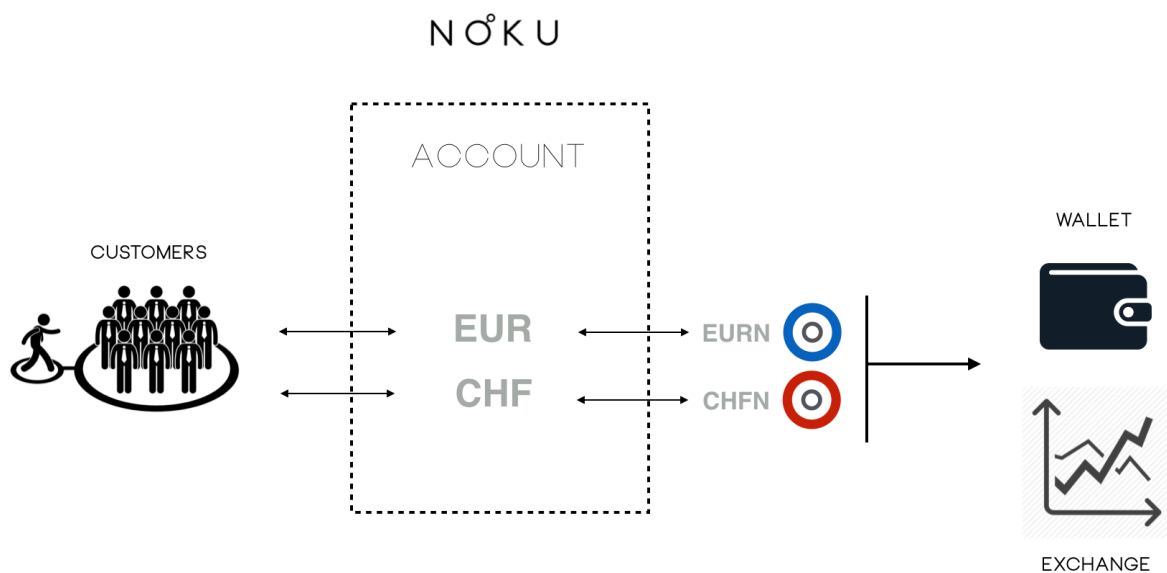 NOKU
ACCOUNT
CUSTOMERS
EUR
CHF
EURN
CHFN
WALLET
EXCHANGE